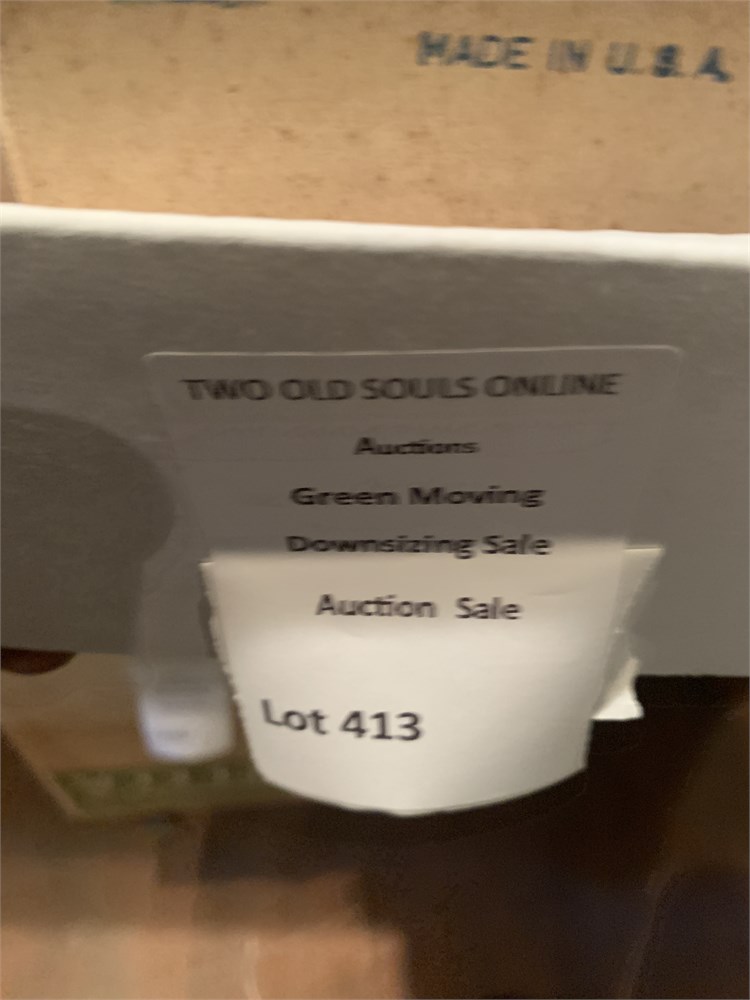 MADE IN U.S.A.
TWO OLD SOULS ONLINE
Auctions
Green Moving
Downsizing Sale
Auction Sale
Lot 413